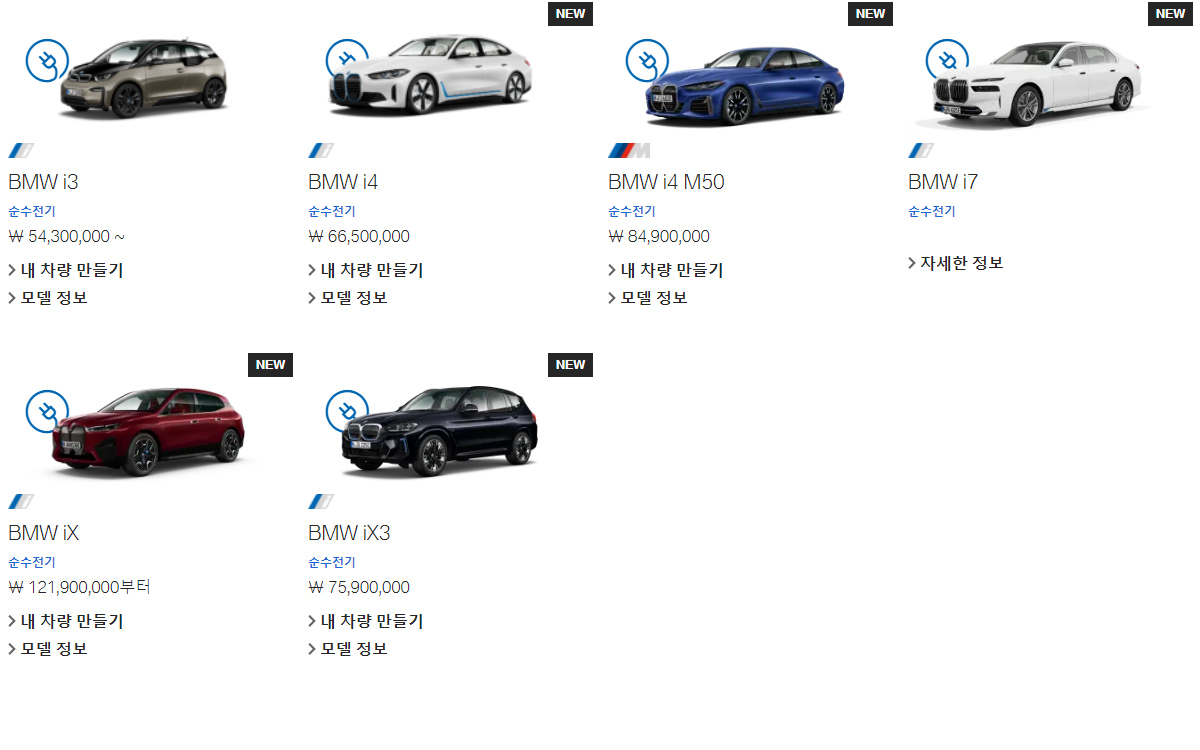 BMW i3
순수전기
₩ 54,300,000 ~
내 차량 만들기
모델 정보
NEW
BMW i4
순수전기
₩ 66,500,000
내 차량 만들기
모델 정보
NEW
M
BMW i4 M50
순수전기
₩ 84,900,000
내 차량 만들기
모델 정보
NEW
BMW i7
순수전기
자세한 정보
NEW
BMW iX
순수전기
₩ 121,900,000부터
내 차량 만들기
모델 정보
NEW
BMW iX3
순수전기
₩ 75,900,000
내 차량 만들기
모델 정보